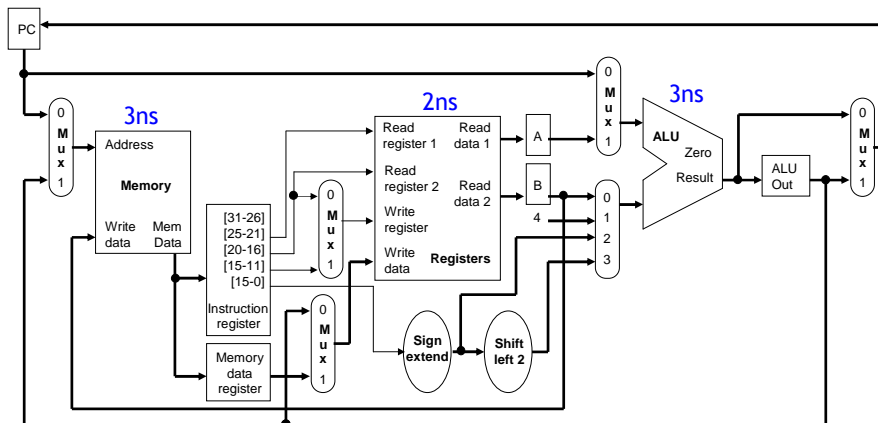 PC
0
M
u
x
1
3ns
Address
Memory
Write
data
Mem
Data
[31-26]
[25-21]
[20-16]
[15-11]
[15-0]
Instruction
register
Memory
data
register
0
M
u
x
1
0
M
u
x
1
2ns
Read
register 1
Read
data 1
Read
register 2
Read
data 2
Write
register
Write
data
Registers
Sign
extend
Shift
left 2
A
B
4
0
M
u
x
1
0
1
2
3
3ns
ALU
Zero
Result
ALU
Out
0
M
u
x
1